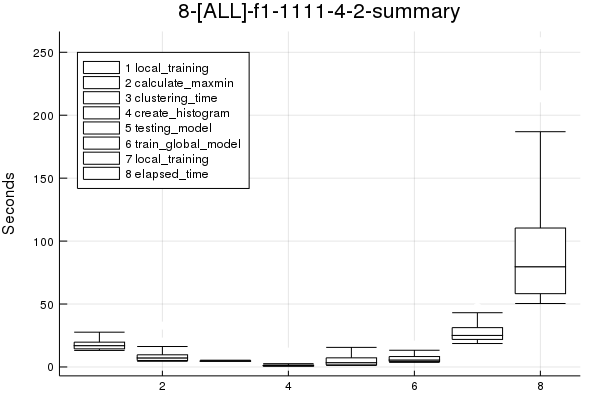 8-[ALL]-f1-1111-4-2-summary
250
200
150
100
50
0
Seconds
1 local_training
2 calculate_maxmin
3 clustering_time
4 create_histogram
5 testing_model
6 train_global_model
7 local_training
8 elapsed_time
2 4 6 8